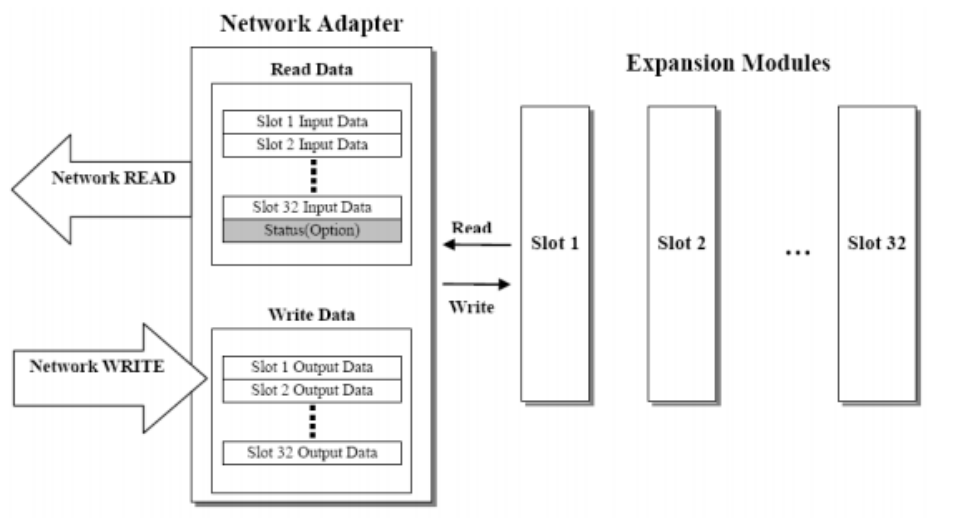 Network Adapter
Expansion Modules
Read Data
Slot 1 Input Data
Slot 2 Input Data
Slot 32 Input Data
Status(Option)
Network READ
Read
Write
Slot 1
Slot 2
...
Slot 32
Write Data
Network WRITE
Slot 1 Output Data
Slot 2 Output Data
Slot 32 Output Data